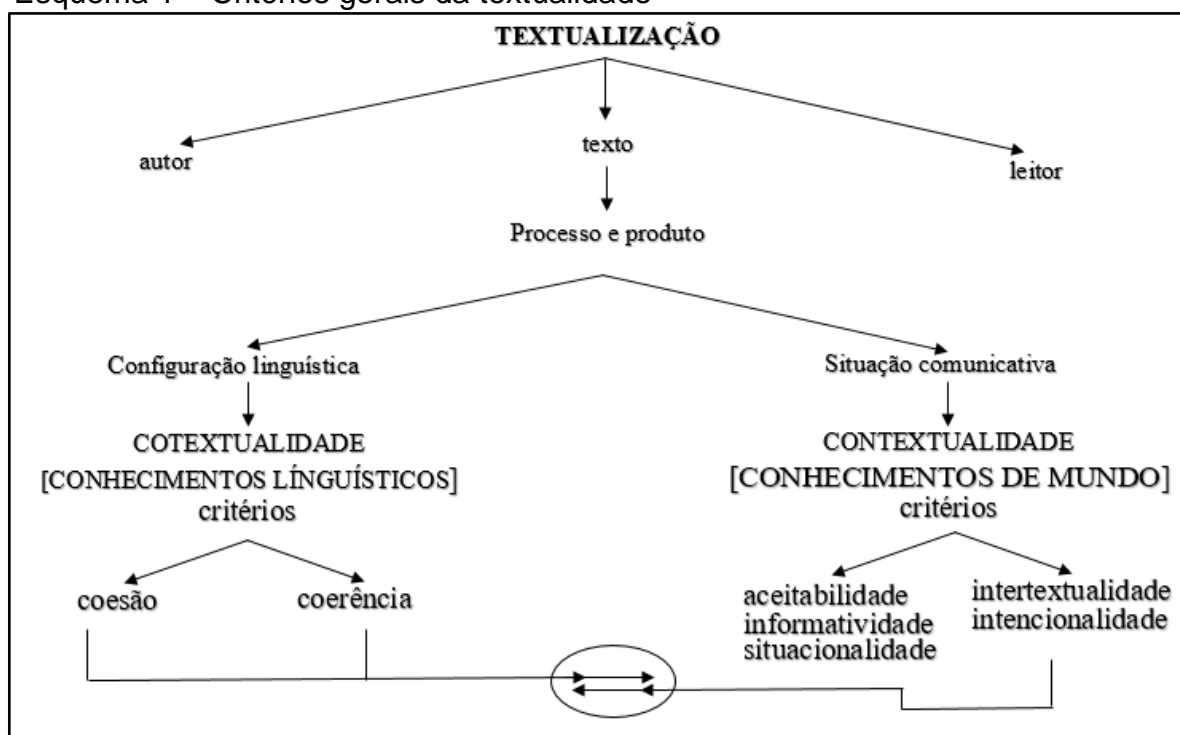 Esquema 1 – Critérios gerais da textualidade
TEXTUALIZAÇÃO
autor
texto
leitor
Processo e produto
Configuração linguística
Situação comunicativa
COTEXTUALIDADE
[CONHECIMENTOS LÍNGUÍSTICOS]
critérios
CONTEXTUALIDADE
[CONHECIMENTOS DE MUNDO]
critérios
coesão
coerência
aceitabilidade
informatividade
situacionalidade
intertextualidade
intencionalidade